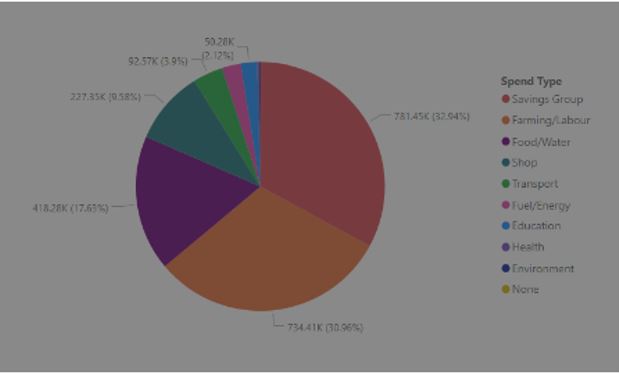 50.28K
(2.12%)
92.57K (3.9%)
227.35K (9.58%)
781.45K (32.94%)
418.28K (17.63%)
734.41K (30.96%)
Spend Type
Savings Group
Farming/Labour
Food/Water
Shop
Transport
Fuel/Energy
Education
Health
Environment
None